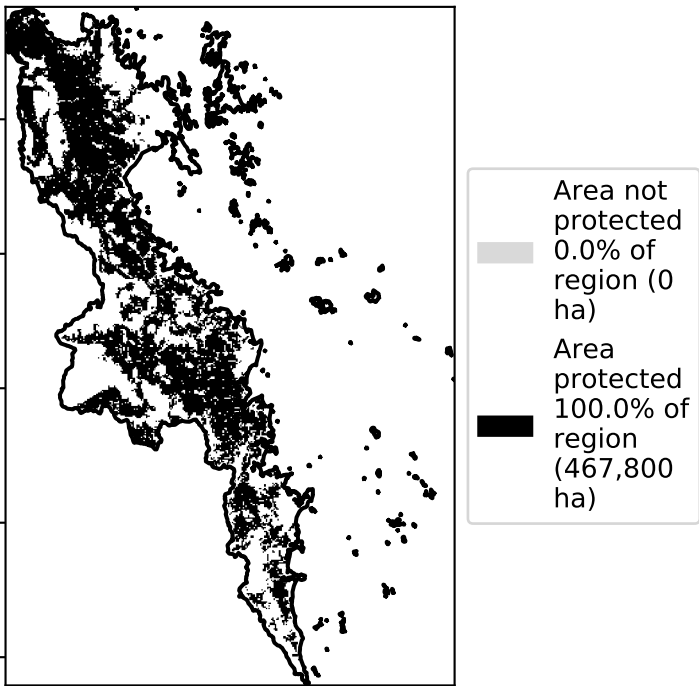 Area not
protected
0.0% of
region (0
ha)
Area
protected
100.0% of
region
(467,800
ha)